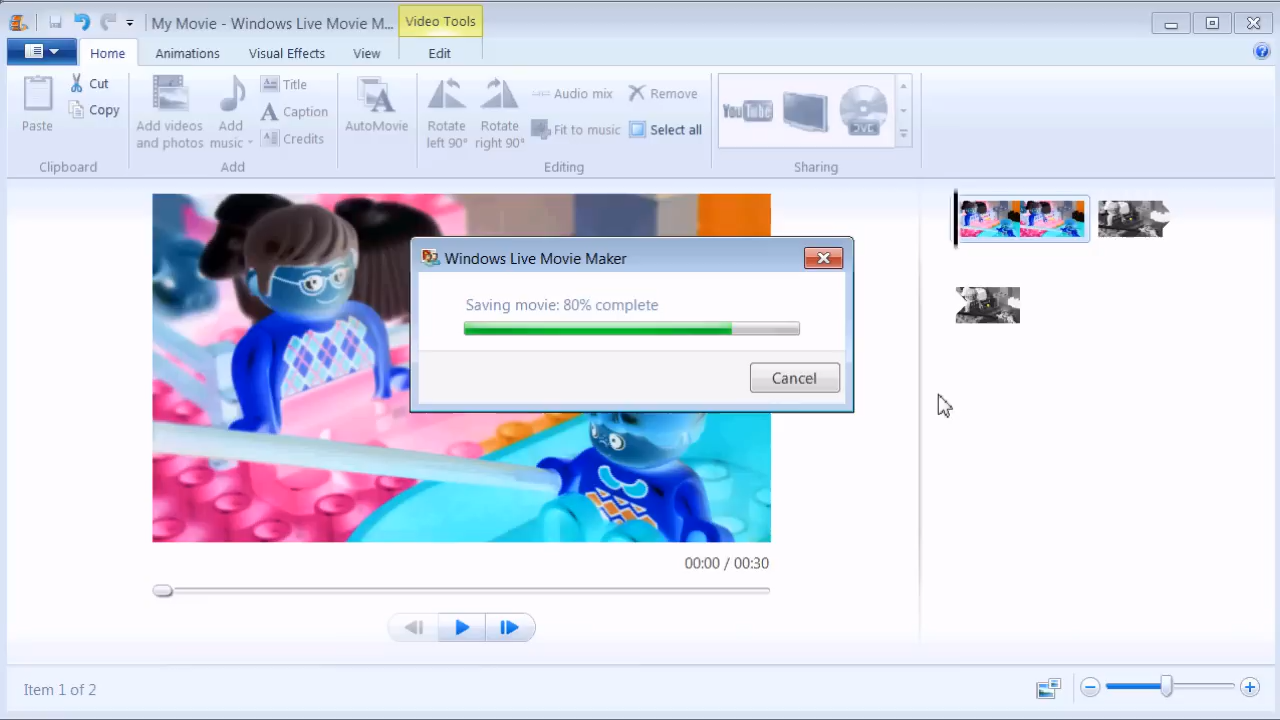 My Movie - Windows Live Movie M...
Video Tools
Home
Animations
Visual Effects
View
Edit
Paste
Cut
Copy
Clipboard
Add videos
and photos
Add
music
Title
Caption
Credits
Add
AutoMovie
Rotate
left 90°
Rotate
right 90°
Audio mix
Remove
Fit to music
Select all
Editing
YouTube
DVD
Sharing
Windows Live Movie Maker
Saving movie: 80% complete
Cancel
00:00 / 00:30
Item 1 of 2